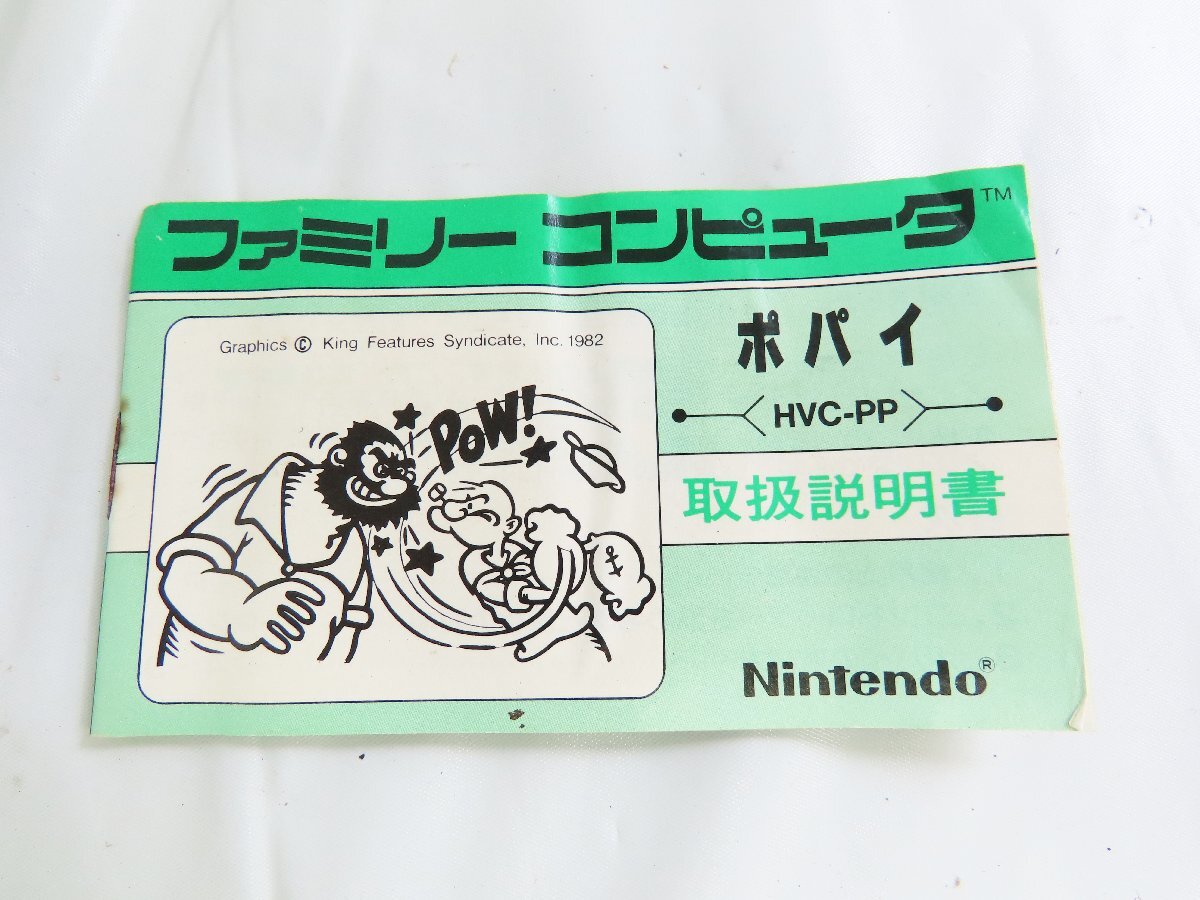 ファミリー コンピュータ™
Graphics © King Features Syndicate, Inc. 1982
POW!
ポパイ
HVC-PP
取扱説明書
Nintendo®